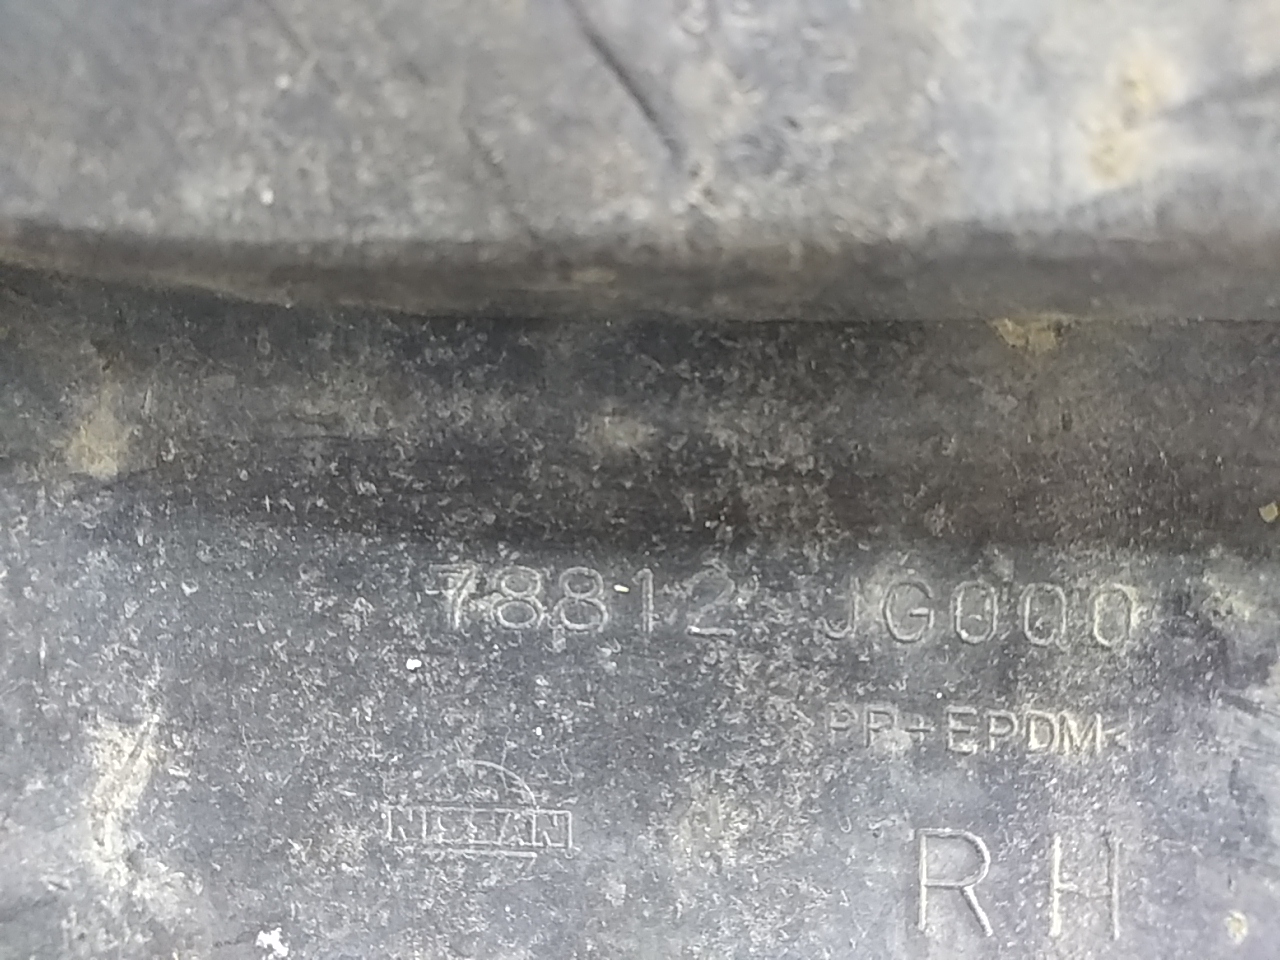 78812 JG000
PP+EPDM<
NISSAN
RH